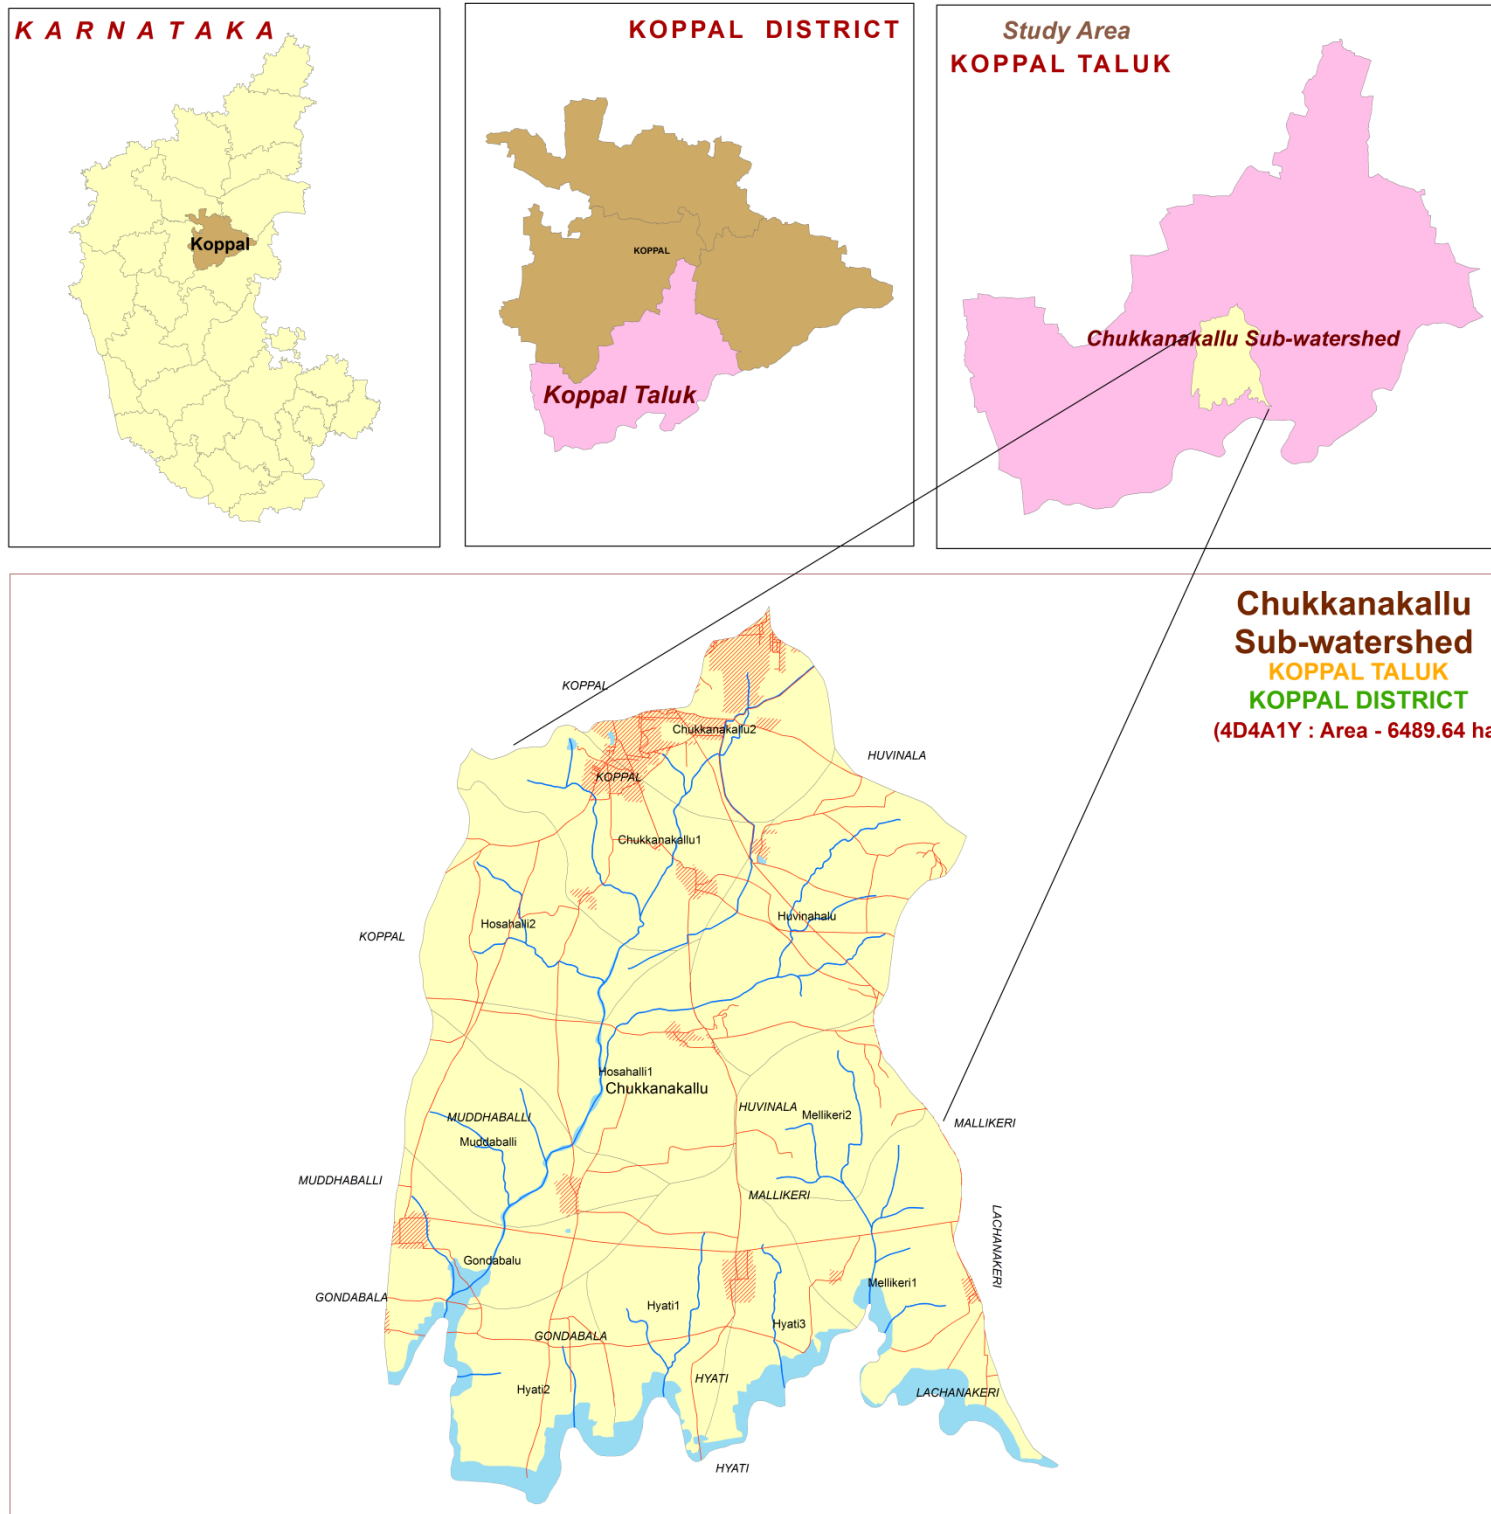 KARNATAKA
Koppal
KOPPAL DISTRICT
KOPPAL
Koppal Taluk
Study Area
KOPPAL TALUK
Chukkanakallu Sub-watershed
Chukkanakallu
Sub-watershed
KOPPAL TALUK
KOPPAL DISTRICT
(4D4A1Y : Area - 6489.64 ha
KOPPAL
Chukkanakallu2
HUVINALA
KOPPAL
Chukkanakallu1
Huvinahalu
Hosahalli2
KOPPAL
Hosahalli1
Chukkanakallu
HUVINALA
Mellikeri2
MUDDHABALLI
MALLIKERI
Muddaballi
MUDDHABALLI
MALLIKERI
LACHANAKERI
Gondabalu
Mellikeri1
GONDABALA
Hyati1
Hyati3
GONDABALA
HYATI
Hyati2
LACHANAKERI
HYATI